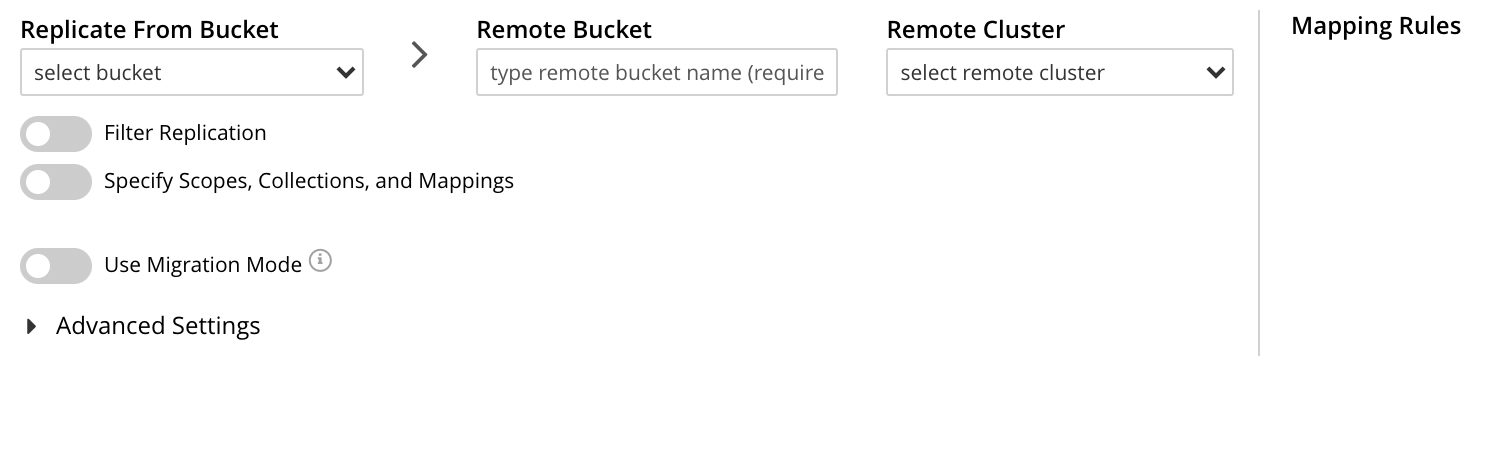 Replicate From Bucket
select bucket
Remote Bucket
type remote bucket name (require
Remote Cluster
select remote cluster
Mapping Rules
Filter Replication
Specify Scopes, Collections, and Mappings
Use Migration Mode
Advanced Settings